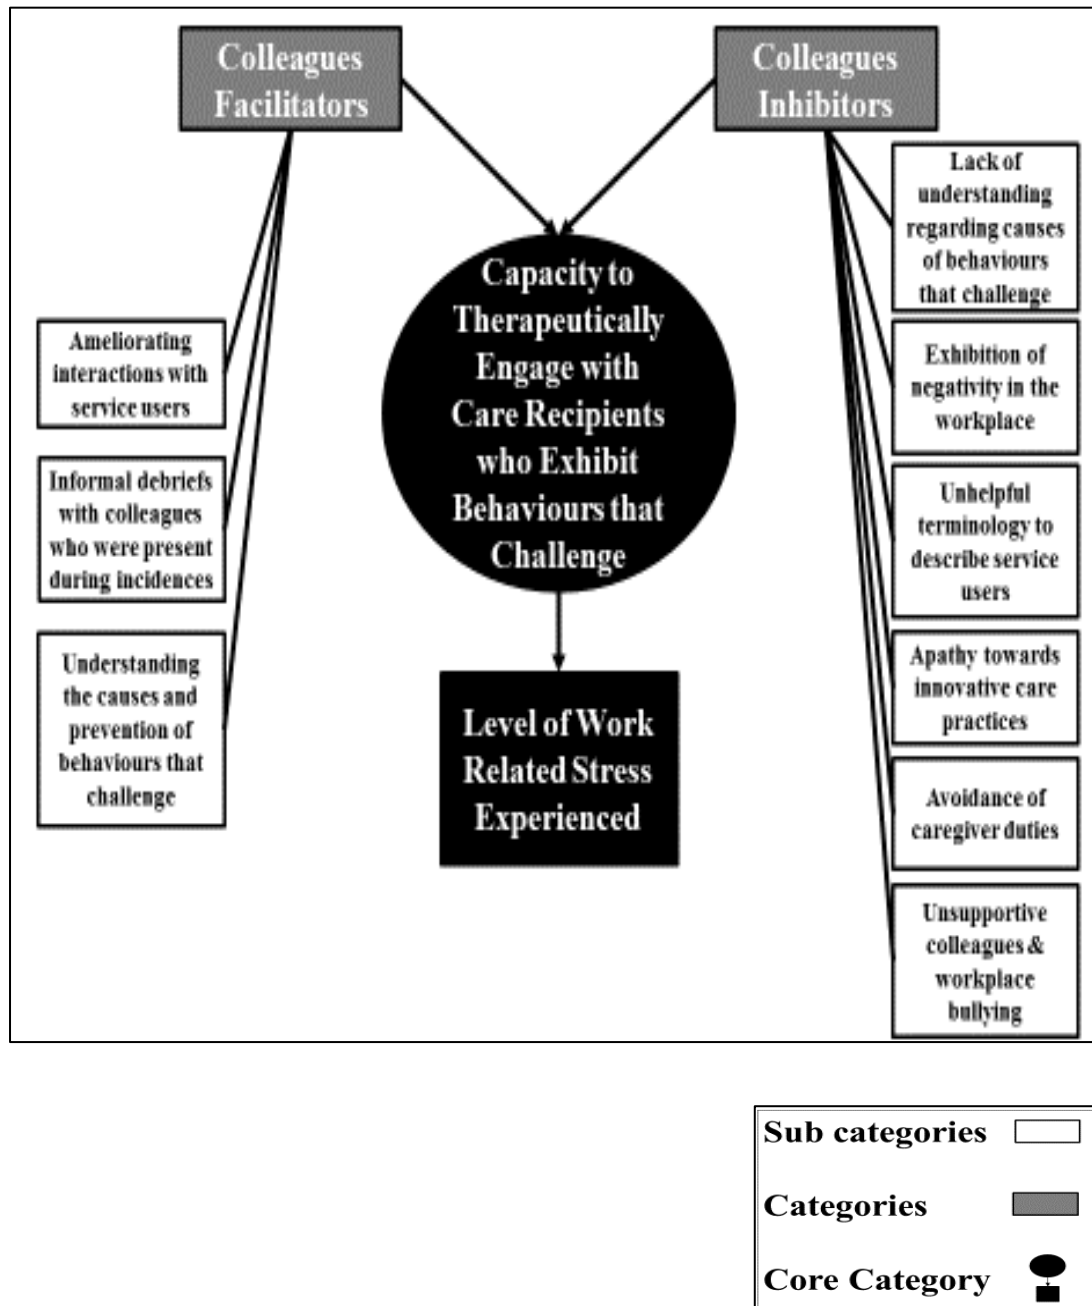 Colleagues
Facilitators
Colleagues
Inhibitors
Capacity to
Therapeutically
Engage with
Care Recipients
who Exhibit
Behaviours that
Challenge
Level of Work
Related Stress
Experienced
Ameliorating
interactions with
service users
Informal debriefs
with colleagues
who were present
during incidences
Understanding
the causes and
prevention of
behaviours that
challenge
Lack of
understanding
regarding causes
of behaviours
that challenge
Exhibition of
negativity in the
workplace
Unhelpful
terminology to
describe service
users
Apathy towards
innovative care
practices
Avoidance of
caregiver duties
Unsupportive
colleagues &
workplace
bullying
Sub categories
Categories
Core Category